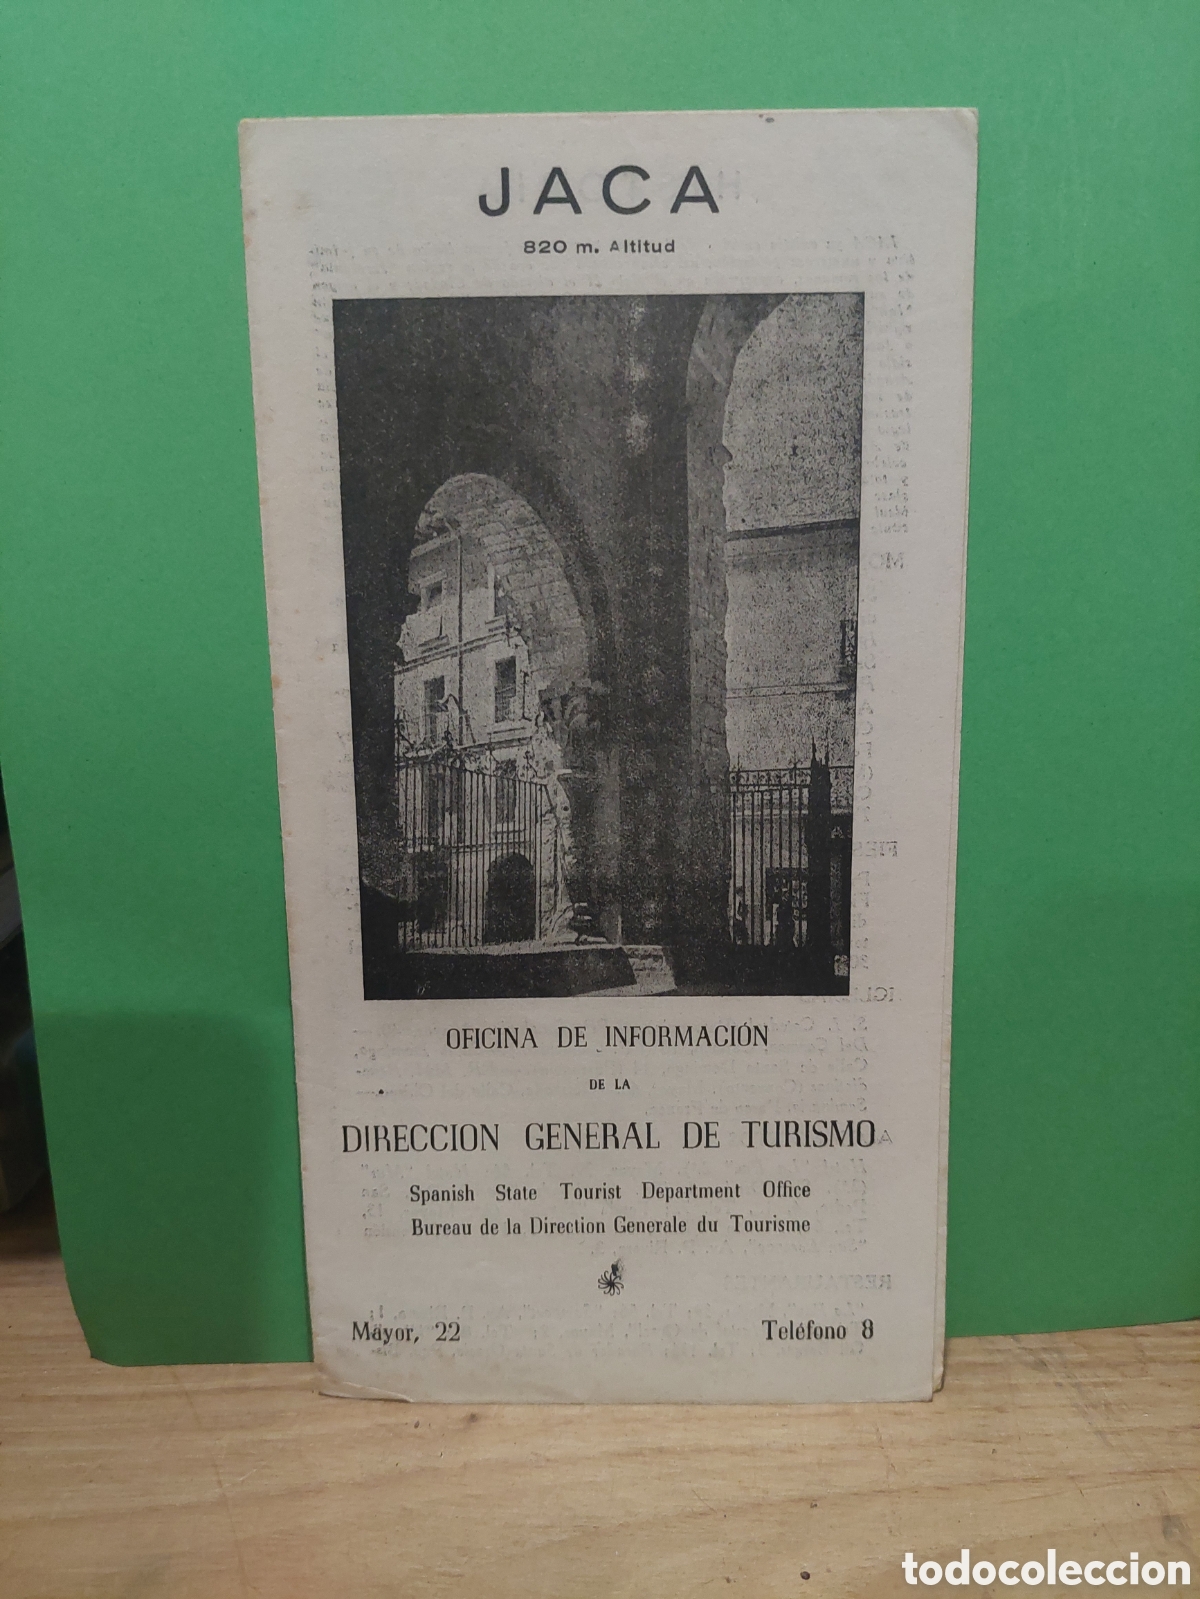 JACA
820 m. Altitud
OFICINA DE INFORMACIÓN
DE LA
DIRECCION GENERAL DE TURISMO
Spanish State Tourist Department Office
Bureau de la Direction Generale du Tourisme
Mayor, 22 Teléfono 8
todocoleccion